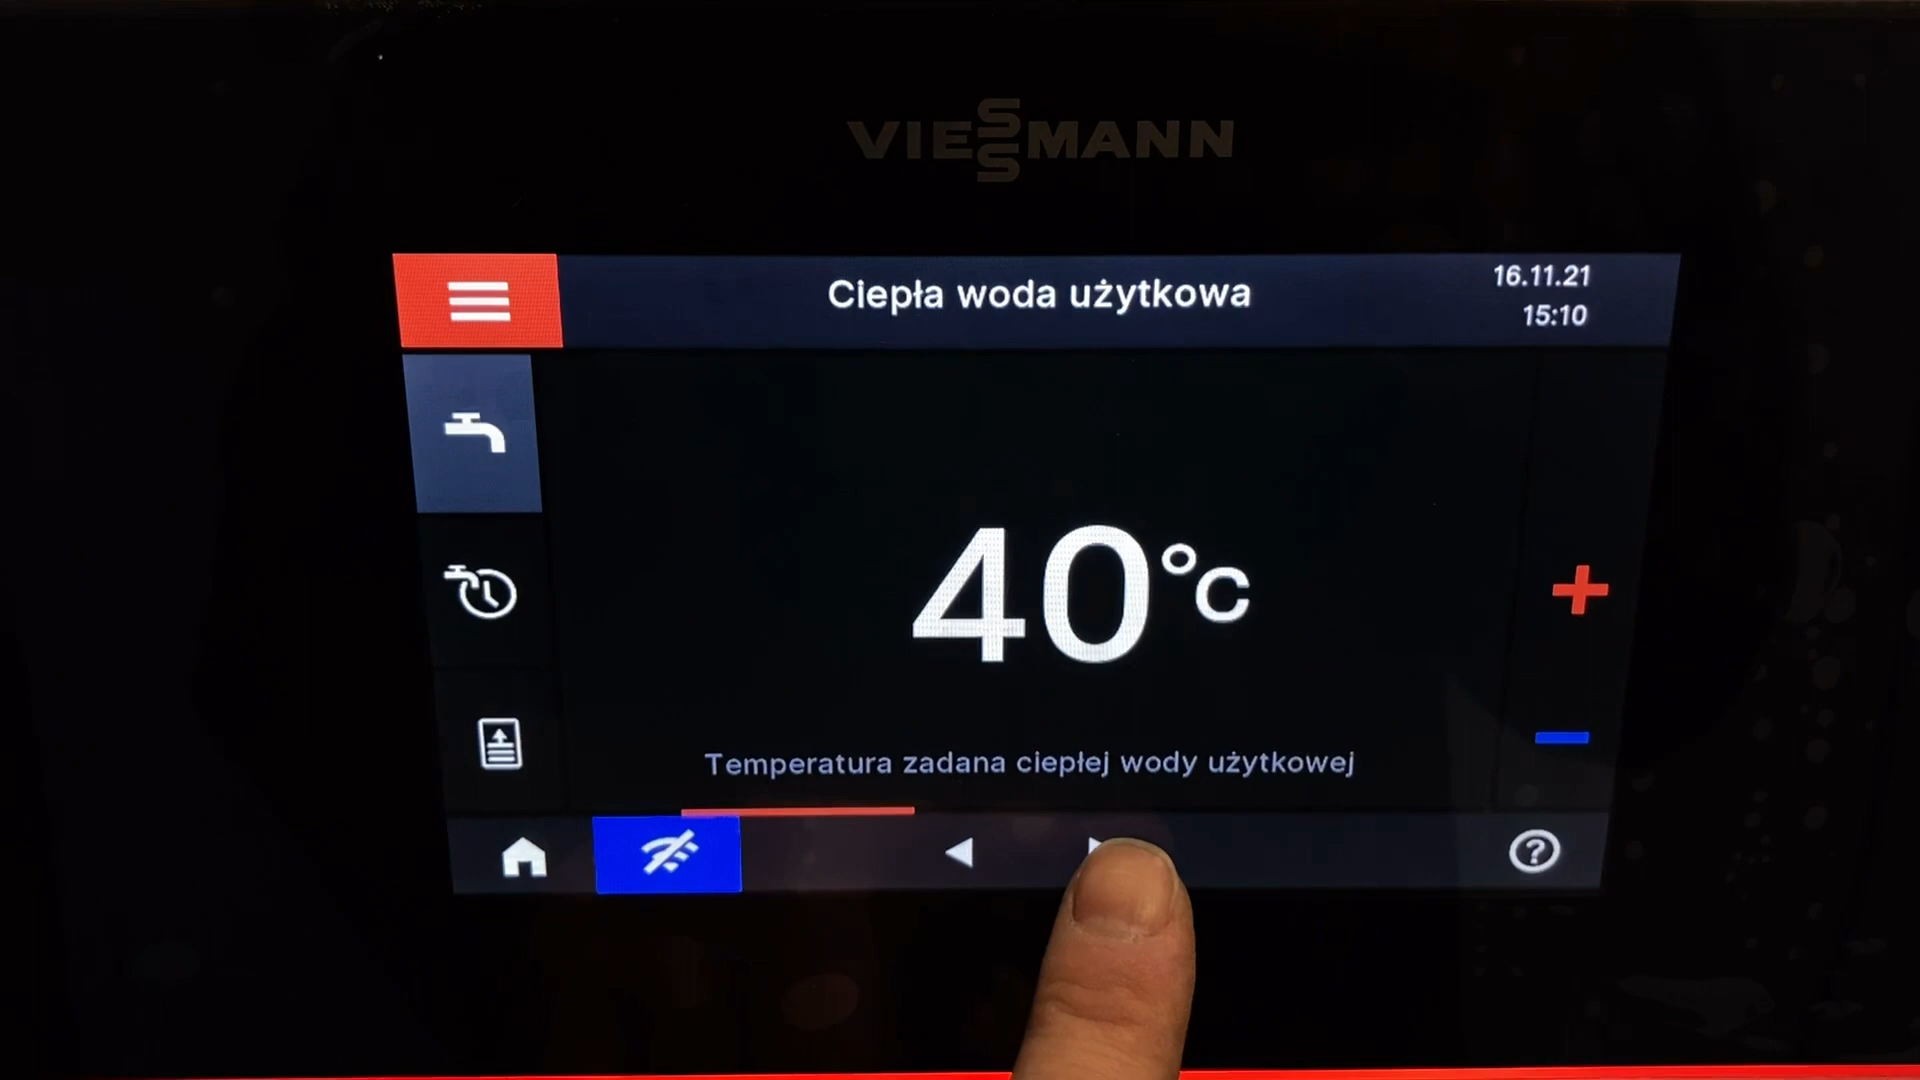 VIESSMANN
Ciepła woda użytkowa
16.11.21
15:10
40°C
Temperatura zadana ciepłej wody użytkowej
?